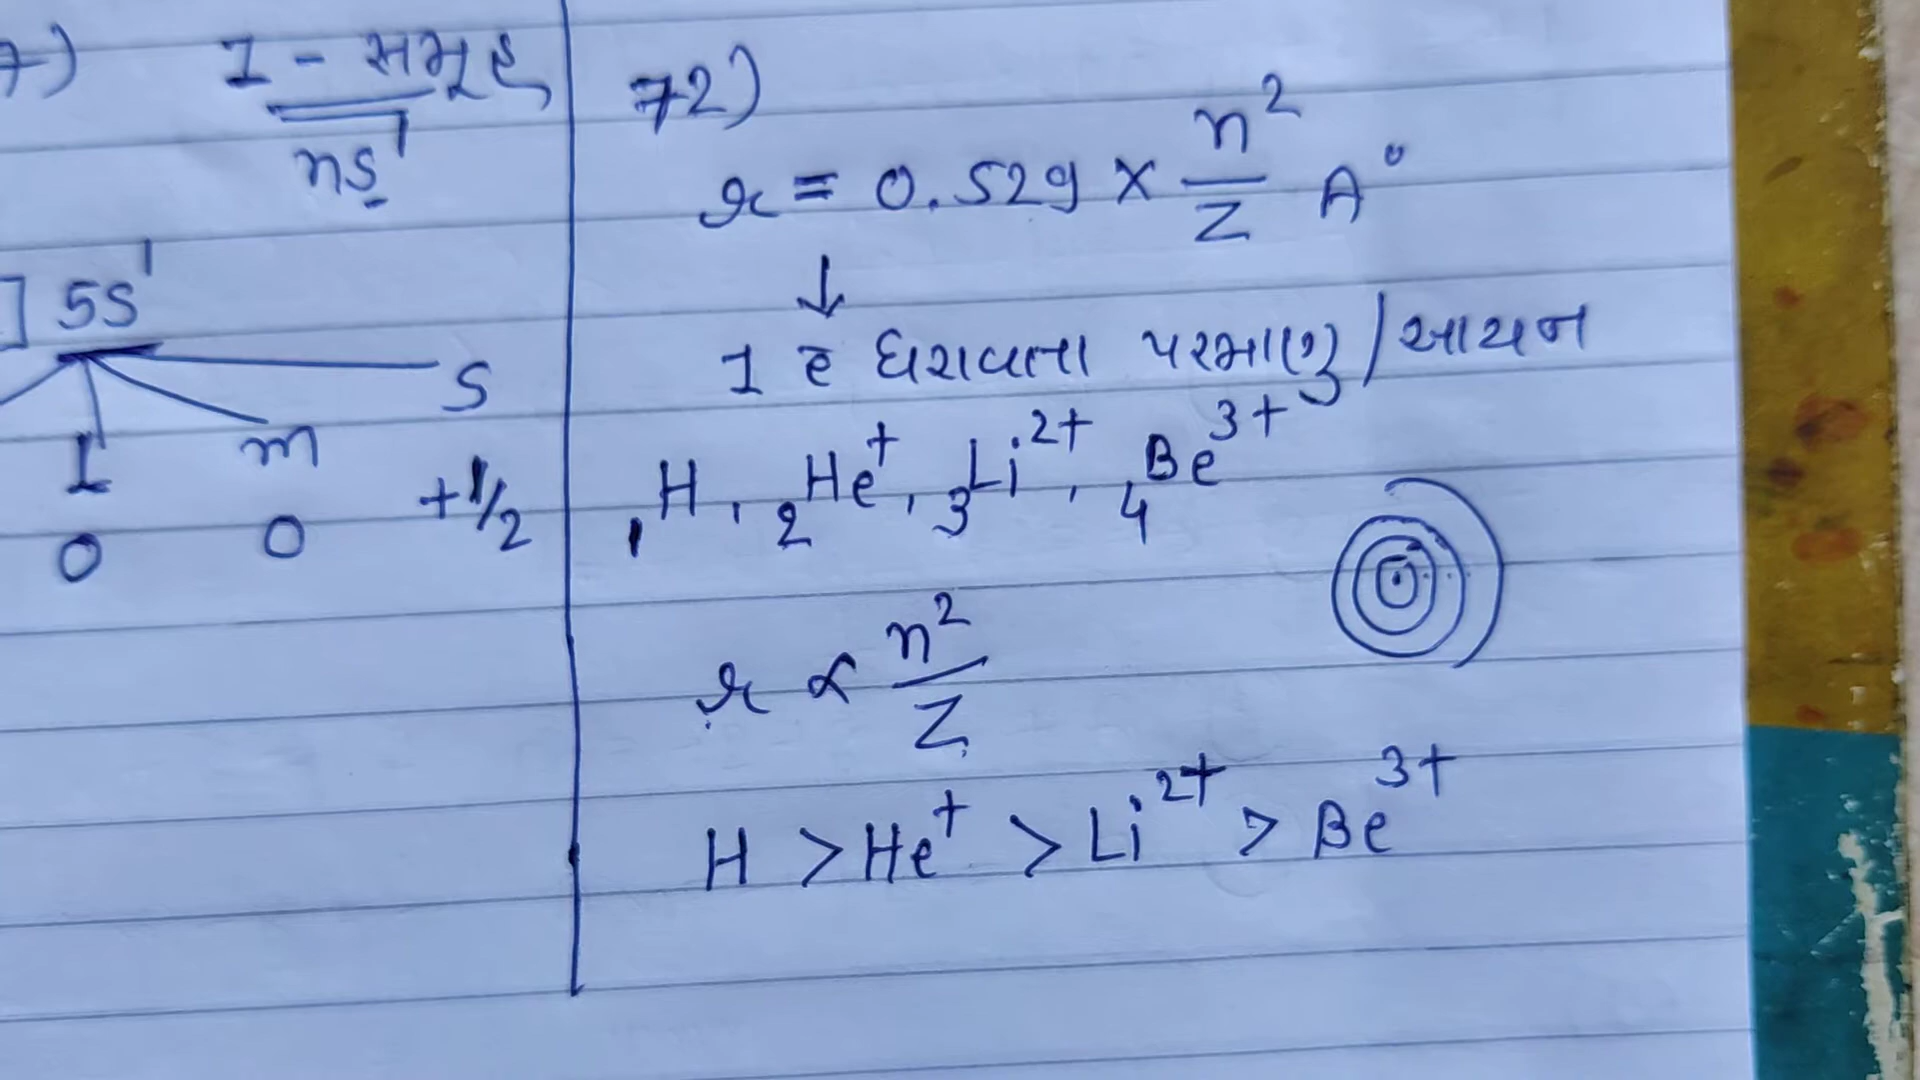 7) I - સમૂહ
ns¹
] 5s¹
l m s
0 0 +1/2
72)
r = 0.529 × n²/Z A°
↓
1 e ધરાવતા પરમાણુ / આયન
₁H, ₂He⁺, ₃Li²⁺, ₄Be³⁺
r ∝ n²/Z
H > He⁺ > Li²⁺ > Be³⁺